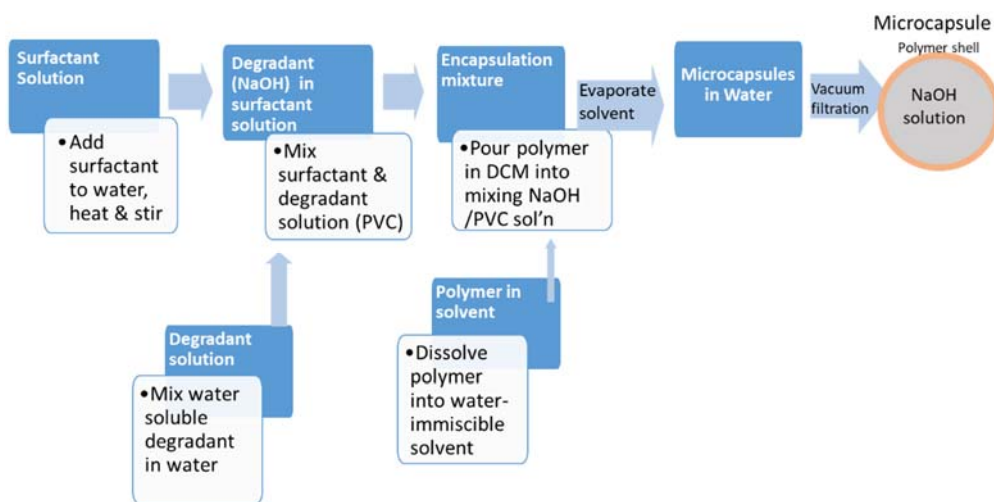 Surfactant
Solution
•Add
surfactant
to water,
heat & stir
Degradant
(NaOH) in
surfactant
solution
•Mix
surfactant &
degradant
solution (PVC)
Encapsulation
mixture
•Pour polymer
in DCM into
mixing NaOH
/PVC sol'n
Evaporate
solvent
Microcapsules
in Water
Vacuum
filtration
Microcapsule
Polymer shell
NaOH
solution
Degradant
solution
•Mix water
soluble
degradant
in water
Polymer in
solvent
•Dissolve
polymer
into water-
immiscible
solvent